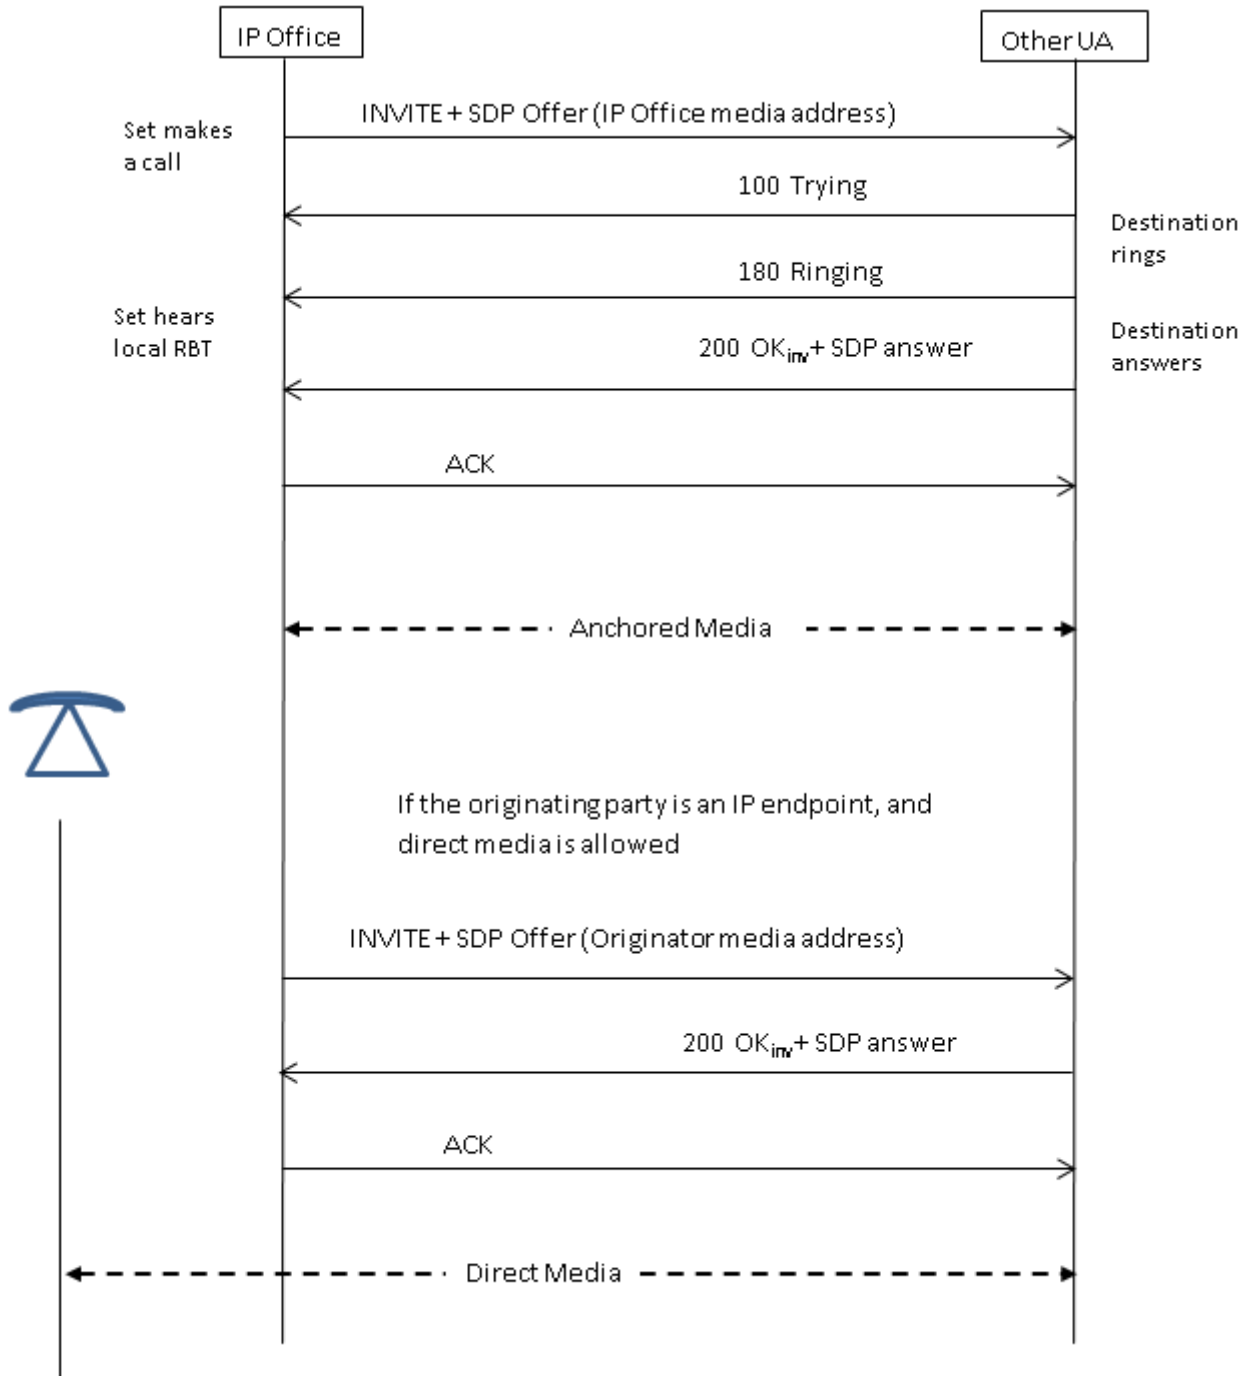 IP Office
Other UA
INVITE + SDP Offer (IP Office media address)
Set makes
a call
100 Trying
Destination
rings
180 Ringing
Set hears
local RBT
200 OKinv + SDP answer
Destination
answers
ACK
Anchored Media
If the originating party is an IP endpoint, and
direct media is allowed
INVITE + SDP Offer (Originator media address)
200 OKinv + SDP answer
ACK
Direct Media